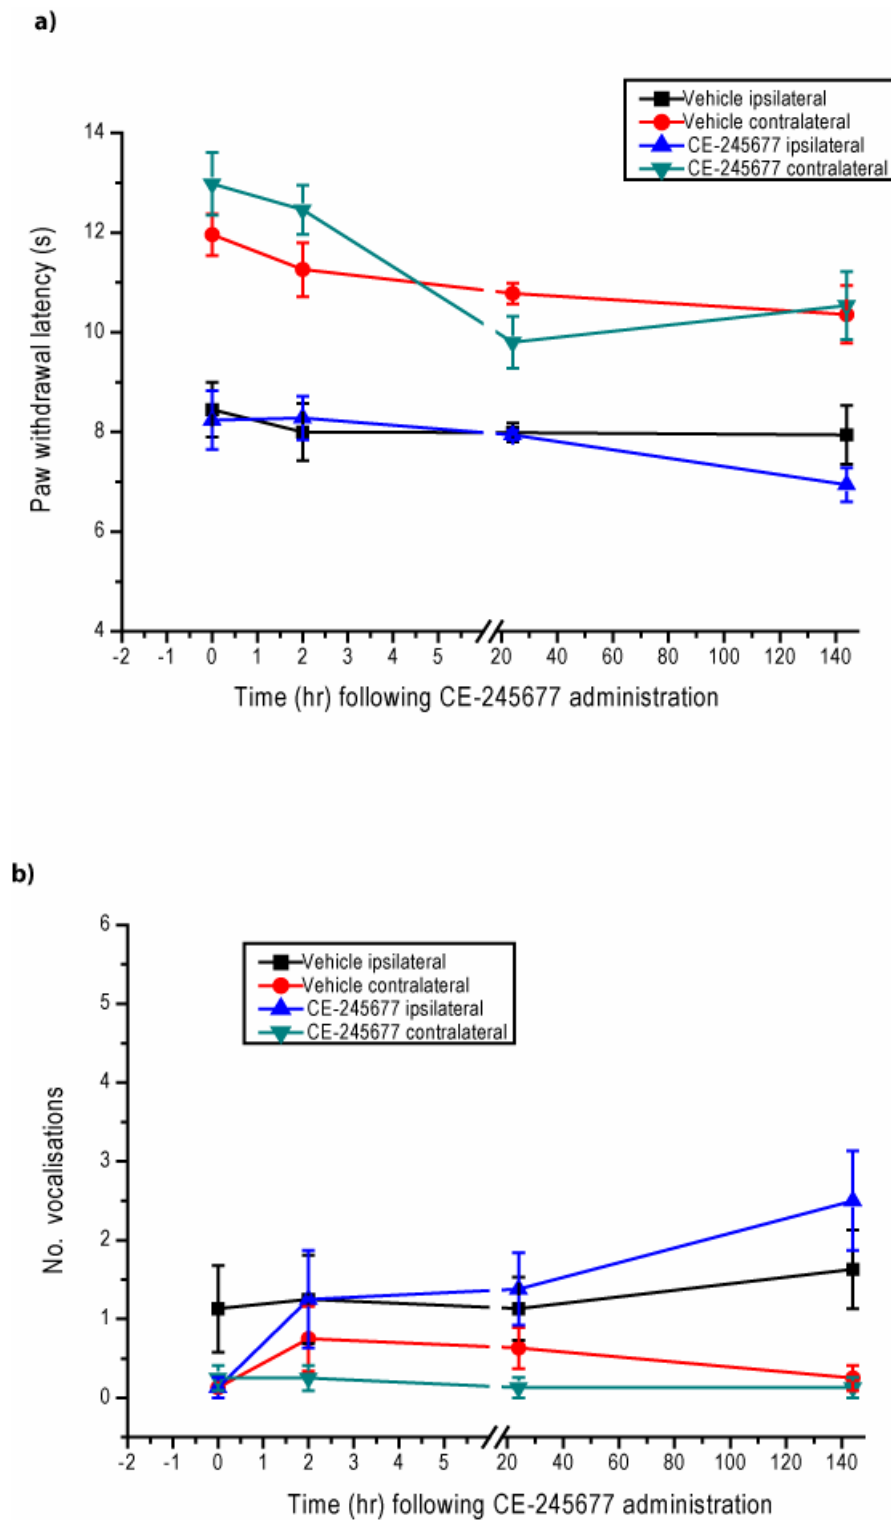 a)
Vehicle ipsilateral
Vehicle contralateral
CE-245677 ipsilateral
CE-245677 contralateral
14
12
10
8
6
4
Paw withdrawal latency (s)
-2 -1 0 1 2 3 5 20 40 60 80 100 120 140
Time (hr) following CE-245677 administration
b)
Vehicle ipsilateral
Vehicle contralateral
CE-245677 ipsilateral
CE-245677 contralateral
6
5
4
3
2
1
0
No. vocalisations
-2 -1 0 1 2 3 4 5 20 40 60 80 100 120 140
Time (hr) following CE-245677 administration